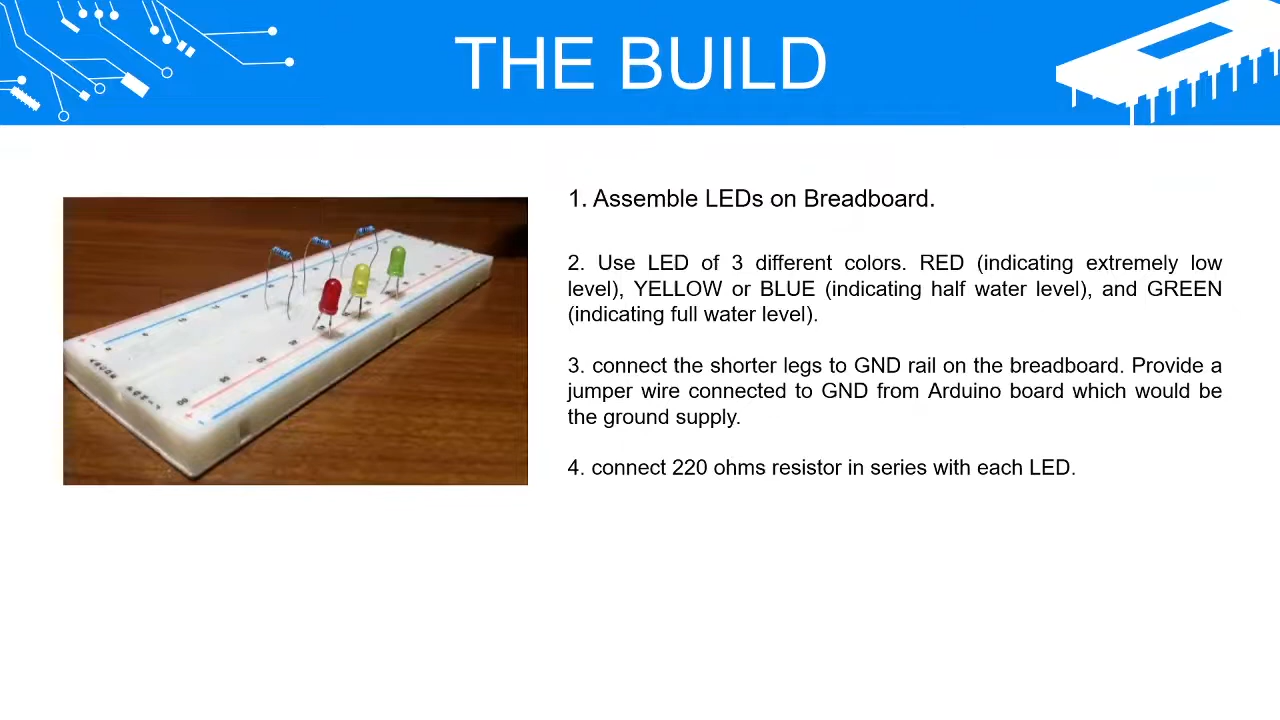 THE BUILD
1. Assemble LEDs on Breadboard.
2. Use LED of 3 different colors. RED (indicating extremely low
level), YELLOW or BLUE (indicating half water level), and GREEN
(indicating full water level).
3. connect the shorter legs to GND rail on the breadboard. Provide a
jumper wire connected to GND from Arduino board which would be
the ground supply.
4. connect 220 ohms resistor in series with each LED.